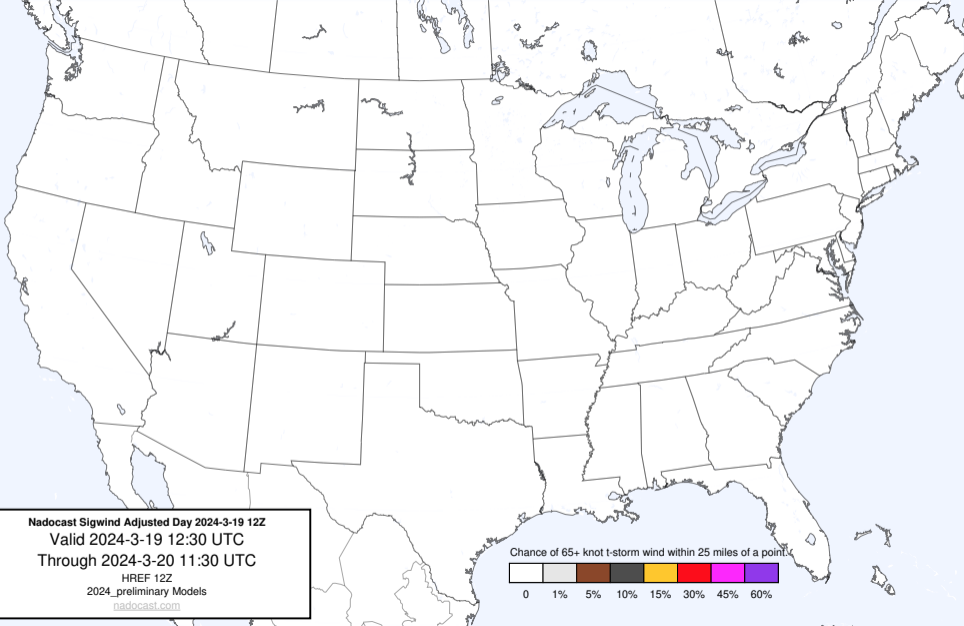 Nadocast Sigwind Adjusted Day 2024-3-19 12Z
Valid 2024-3-19 12:30 UTC
Through 2024-3-20 11:30 UTC
HREF 12Z
2024_preliminary Models
nadocast.com
Chance of 65+ knot t-storm wind within 25 miles of a point.
0 1% 5% 10% 15% 30% 45% 60%